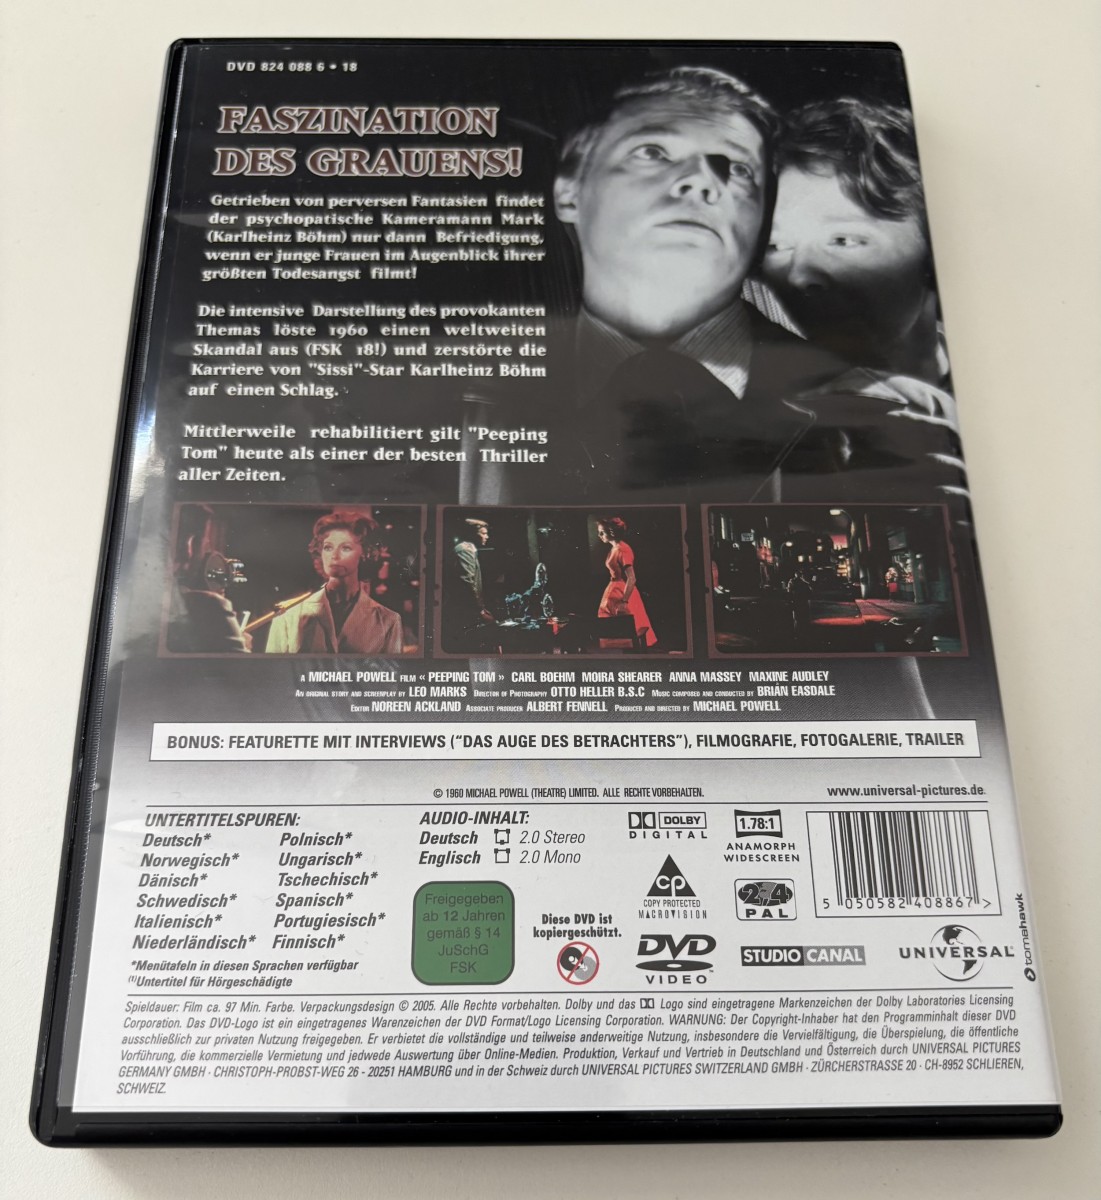 DVD 824 088 6 • 18
FASZINATION
DES GRAUENS!
Getrieben von perversen Fantasien findet
der psychopatische Kameramann Mark
(Karlheinz Böhm) nur dann Befriedigung,
wenn er junge Frauen im Augenblick ihrer
größten Todesangst filmt!
Die intensive Darstellung des provokanten
Themas löste 1960 einen weltweiten
Skandal aus (FSK 18!) und zerstörte die
Karriere von "Sissi"-Star Karlheinz Böhm
auf einen Schlag.
Mittlerweile rehabilitiert gilt "Peeping
Tom" heute als einer der besten Thriller
aller Zeiten.
A MICHAEL POWELL FILM « PEEPING TOM » CARL BOEHM MOIRA SHEARER ANNA MASSEY MAXINE AUDLEY
AN ORIGINAL STORY AND SCREENPLAY BY LEO MARKS DIRECTOR OF PHOTOGRAPHY OTTO HELLER B.S.C MUSIC COMPOSED AND CONDUCTED BY BRIAN EASDALE
EDITOR NOREEN ACKLAND ASSOCIATE PRODUCER ALBERT FENNELL PRODUCED AND DIRECTED BY MICHAEL POWELL
BONUS: FEATURETTE MIT INTERVIEWS ("DAS AUGE DES BETRACHTERS"), FILMOGRAFIE, FOTOGALERIE, TRAILER
© 1960 MICHAEL POWELL (THEATRE) LIMITED. ALLE RECHTE VORBEHALTEN.
www.universal-pictures.de
UNTERTITELSPUREN:
Deutsch* Polnisch*
Norwegisch* Ungarisch*
Dänisch* Tschechisch*
Schwedisch* Spanisch*
Italienisch* Portugiesisch*
Niederländisch* Finnisch*
*Menütafeln in diesen Sprachen verfügbar
(1)Untertitel für Hörgeschädigte
AUDIO-INHALT:
Deutsch 2.0 Stereo
Englisch 2.0 Mono
Freigegeben
ab 12 Jahren
gemäß § 14
JuSchG
FSK
Diese DVD ist
kopiergeschützt.
DOLBY
DIGITAL
cp
COPY PROTECTED
MACROVISION
DVD
VIDEO
1.78:1
ANAMORPH
WIDESCREEN
2 4
PAL
STUDIO CANAL
5 050582 408867 >
UNIVERSAL
tomahawk
Spieldauer: Film ca. 97 Min. Farbe. Verpackungsdesign © 2005. Alle Rechte vorbehalten. Dolby und das Logo sind eingetragene Markenzeichen der Dolby Laboratories Licensing
Corporation. Das DVD-Logo ist ein eingetragenes Warenzeichen der DVD Format/Logo Licensing Corporation. WARNUNG: Der Copyright-Inhaber hat den Programminhalt dieser DVD
ausschließlich zur privaten Nutzung freigegeben. Er verbietet die vollständige und teilweise anderweitige Nutzung, insbesondere die Vervielfältigung, die Überspielung, die öffentliche
Vorführung, die kommerzielle Vermietung und jedwede Auswertung über Online-Medien. Produktion, Verkauf und Vertrieb in Deutschland und Österreich durch UNIVERSAL PICTURES
GERMANY GMBH · CHRISTOPH-PROBST-WEG 26 - 20251 HAMBURG und in der Schweiz durch UNIVERSAL PICTURES SWITZERLAND GMBH · ZÜRCHERSTRASSE 20 · CH-8952 SCHLIEREN,
SCHWEIZ.